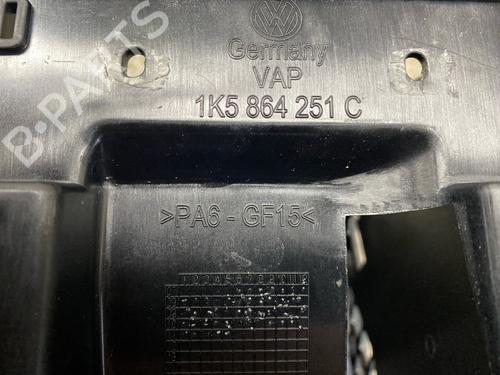 B-PARTS
Germany
VAP
1K5 864 251 C
>PA6 - GF15<